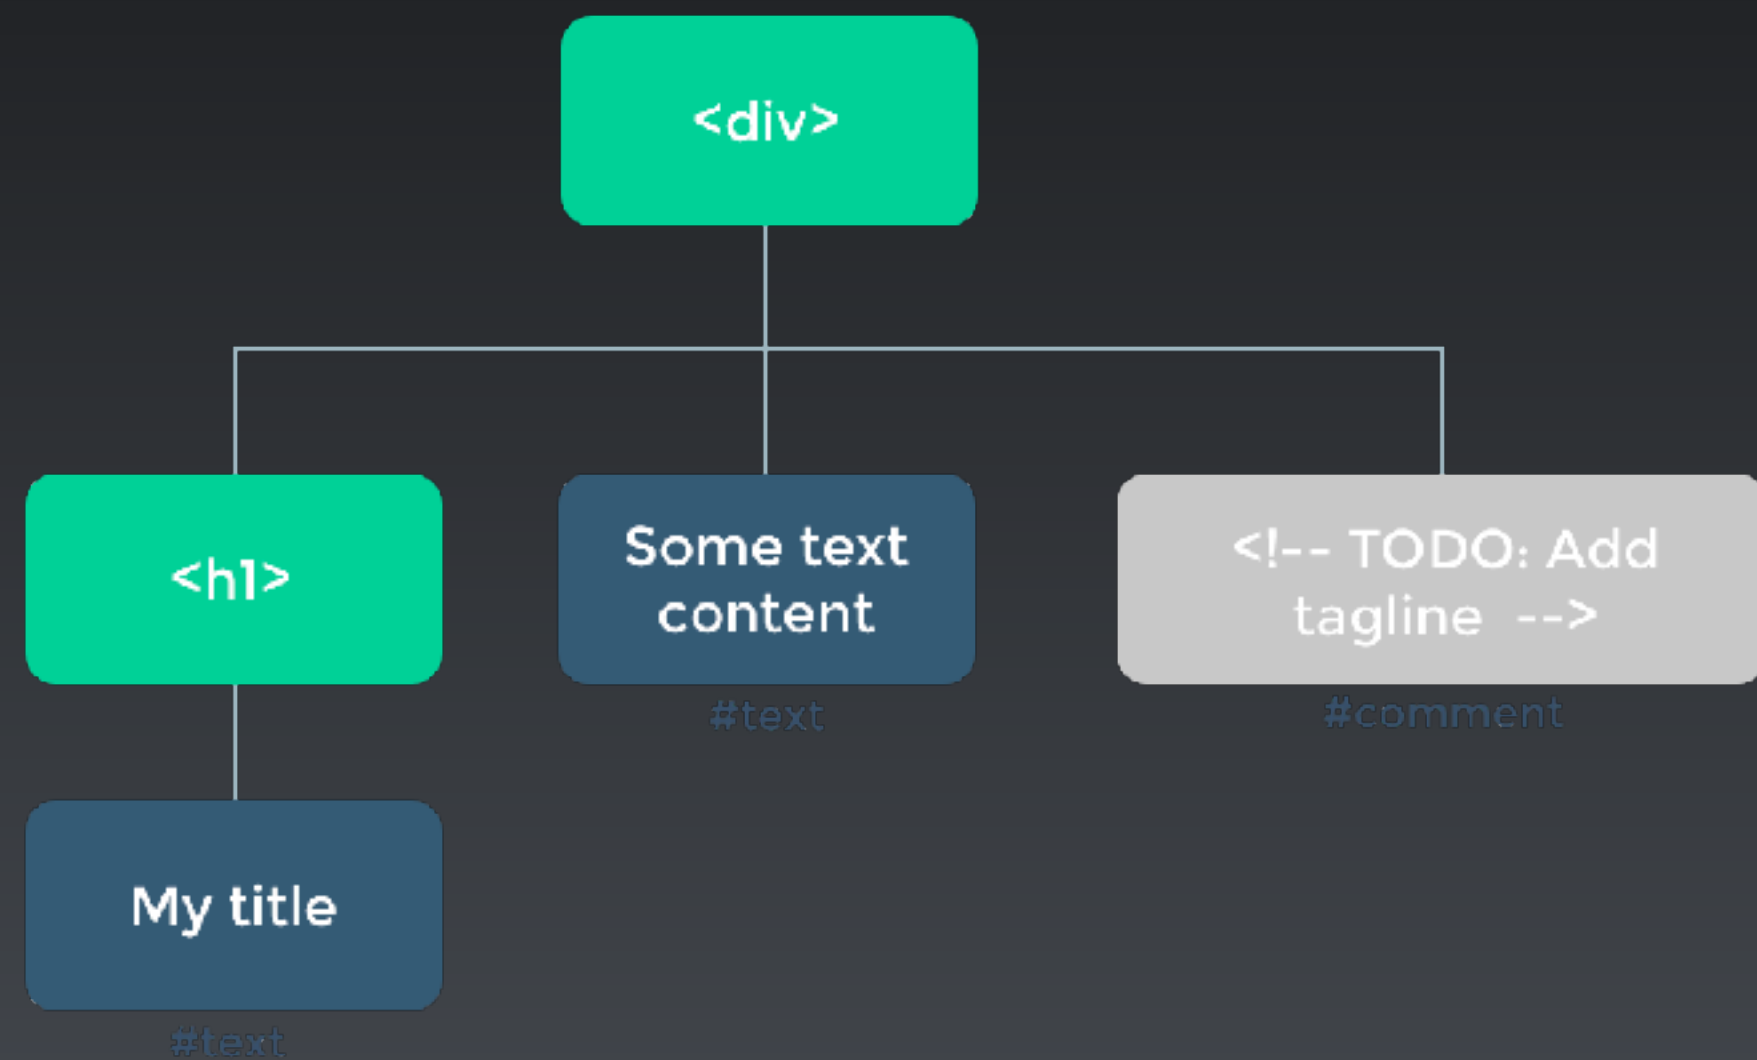 <div>
<h1>
Some text
content
#text
<!-- TODO: Add
tagline -->
#comment
My title
#text